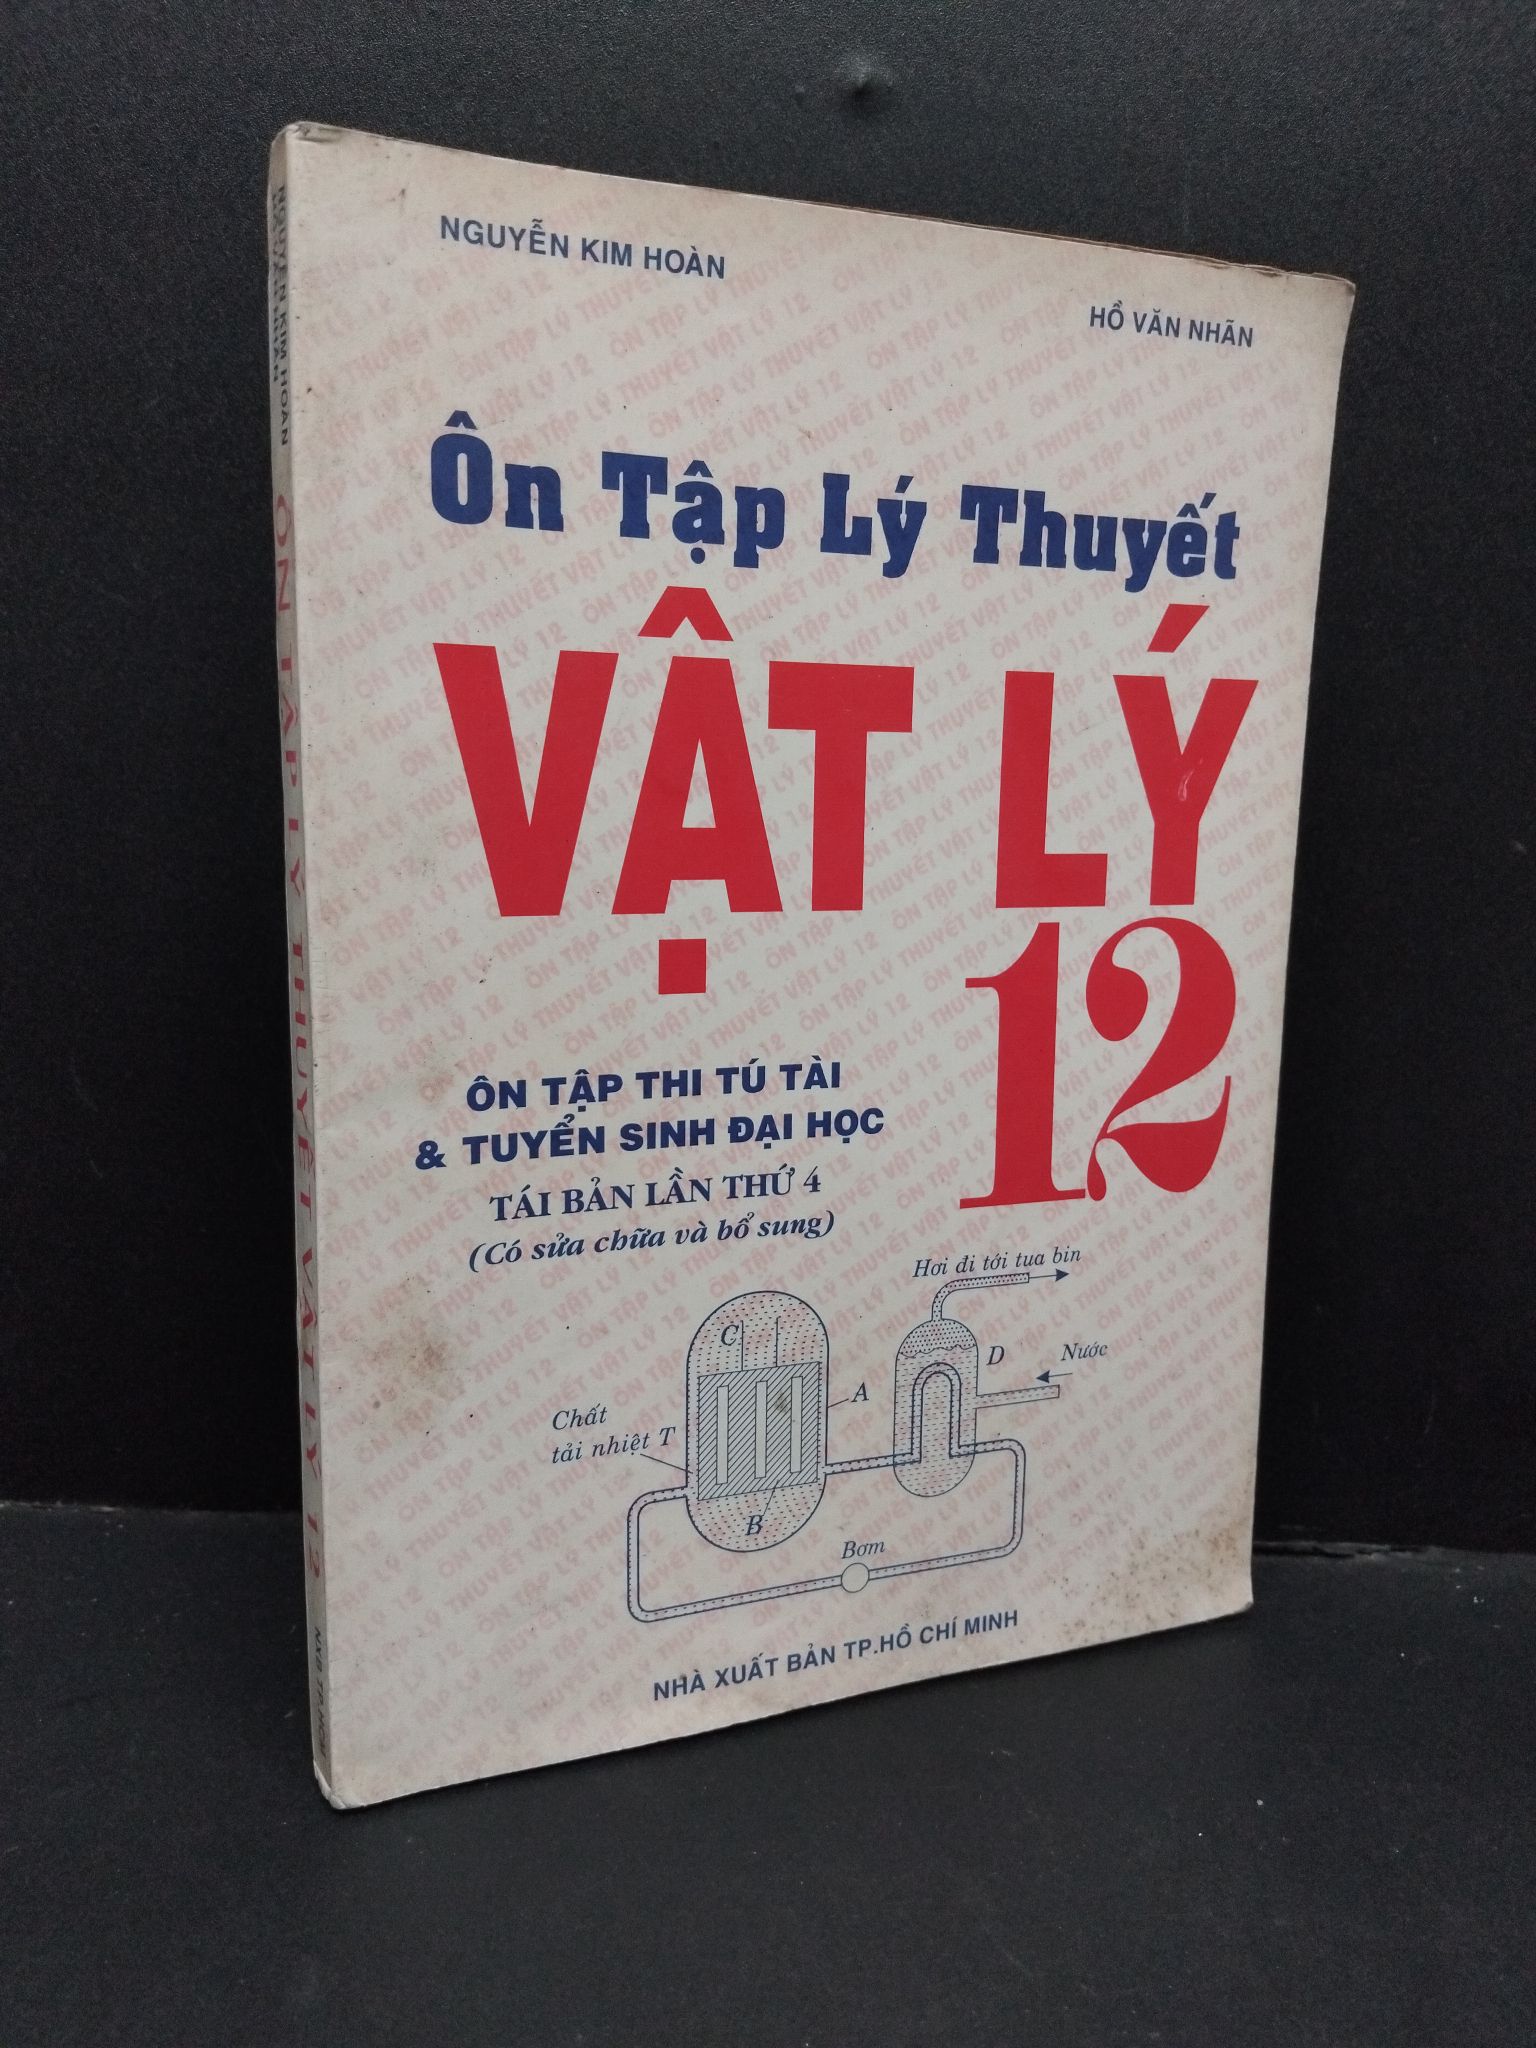 NGUYỄN KIM HOÀN
HỒ VĂN NHÃN
Ôn Tập Lý Thuyết
VẬT LÝ
12
ÔN TẬP THI TÚ TÀI
& TUYỂN SINH ĐẠI HỌC
TÁI BẢN LẦN THỨ 4
(Có sửa chữa và bổ sung)
Hơi đi tới tua bin
C
D
Nước
A
Chất
tải nhiệt T
B
Bơm
NHÀ XUẤT BẢN TP.HỒ CHÍ MINH
NGUYỄN KIM HOÀN
ÔN TẬP LÝ THUYẾT VẬT LÝ 12
NXB TP.HCM